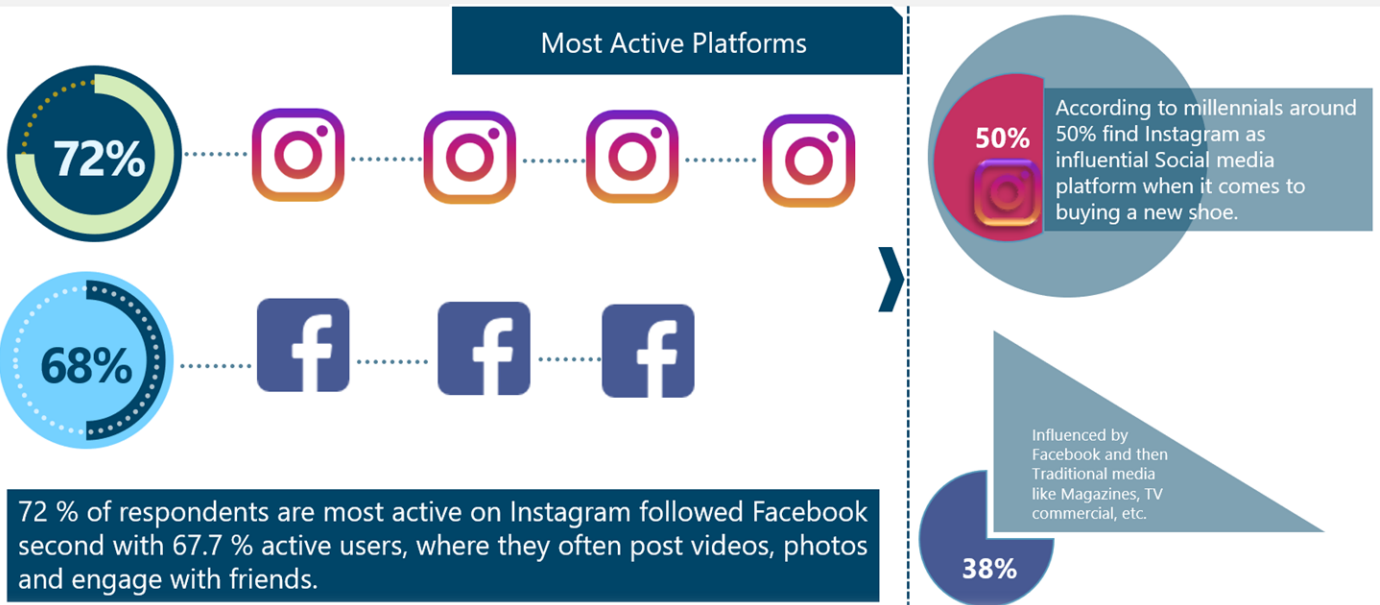 Most Active Platforms
72%
68%
72 % of respondents are most active on Instagram followed Facebook
second with 67.7 % active users, where they often post videos, photos
and engage with friends.
50%
According to millennials around
50% find Instagram as
influential Social media
platform when it comes to
buying a new shoe.
Influenced by
Facebook and then
Traditional media
like Magazines, TV
commercial, etc.
38%